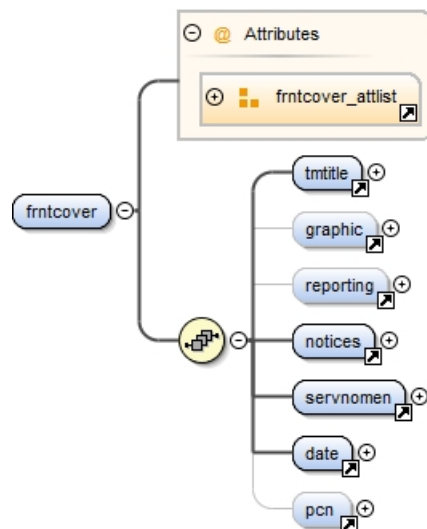 @ Attributes
frntcover_attlist
frntcover
tmtitle
graphic
reporting
notices
servnomen
date
pcn